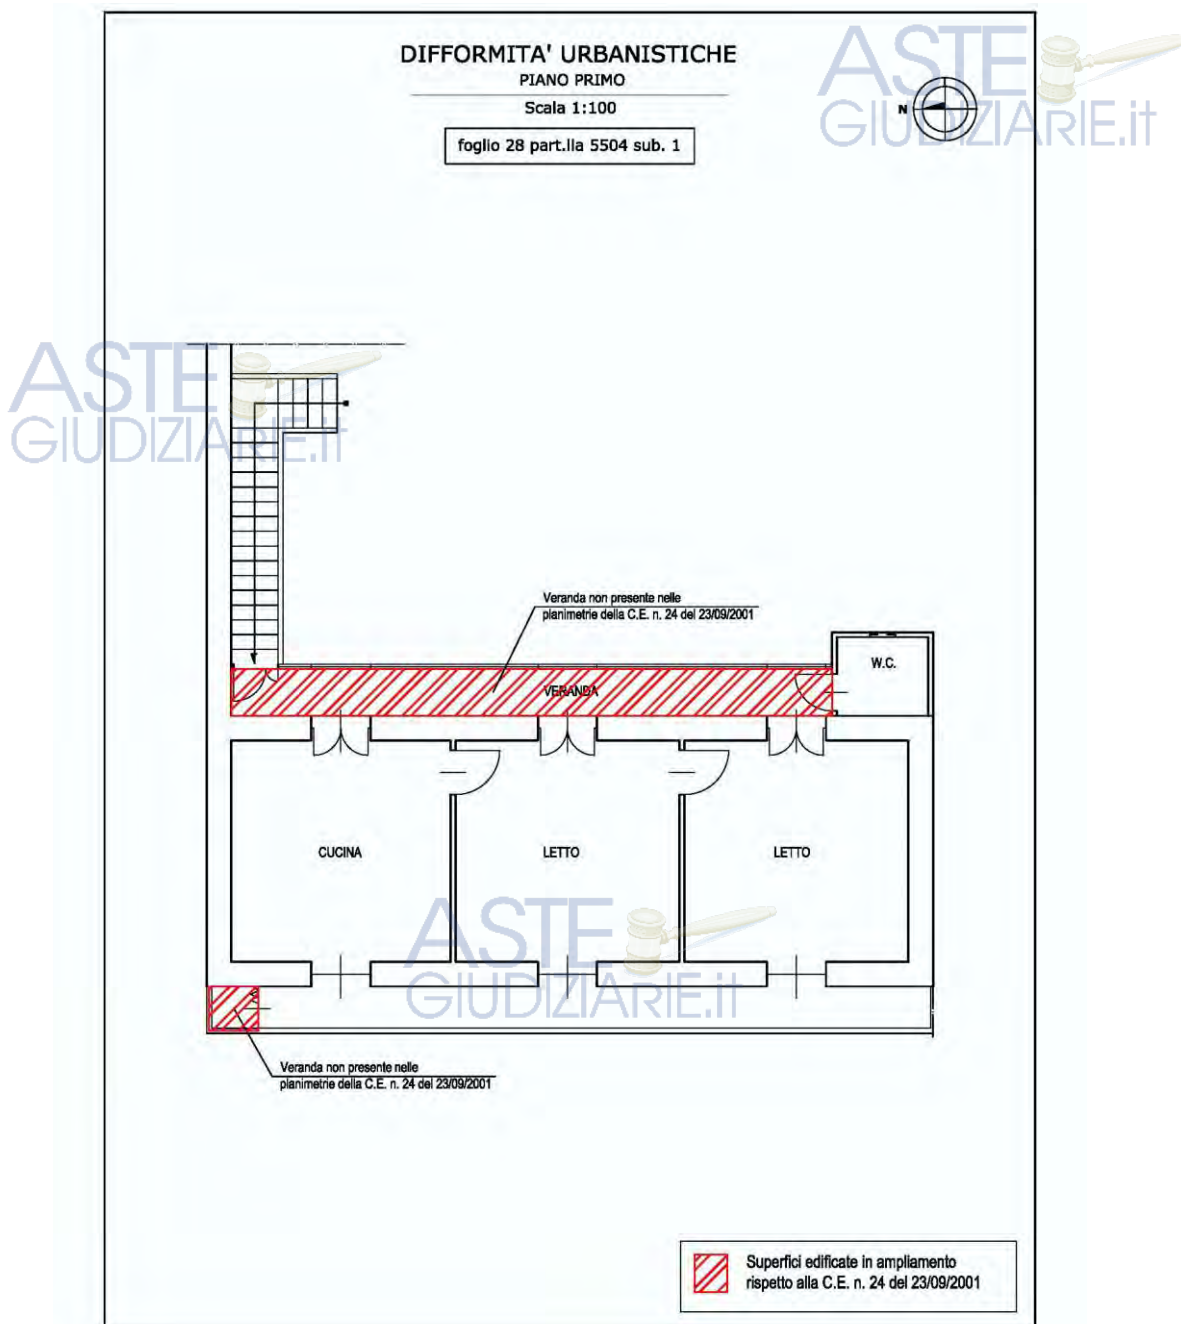 DIFFORMITA' URBANISTICHE
PIANO PRIMO
Scala 1:100
foglio 28 part.lla 5504 sub. 1
N
ASTE
GIUDIZIARIE.it
ASTE
GIUDIZIARIE.it
Veranda non presente nelle
planimetrie della C.E. n. 24 del 23/09/2001
W.C.
VERANDA
CUCINA
LETTO
LETTO
ASTE
GIUDIZIARIE.it
Veranda non presente nelle
planimetrie della C.E. n. 24 del 23/09/2001
Superfici edificate in ampliamento
rispetto alla C.E. n. 24 del 23/09/2001